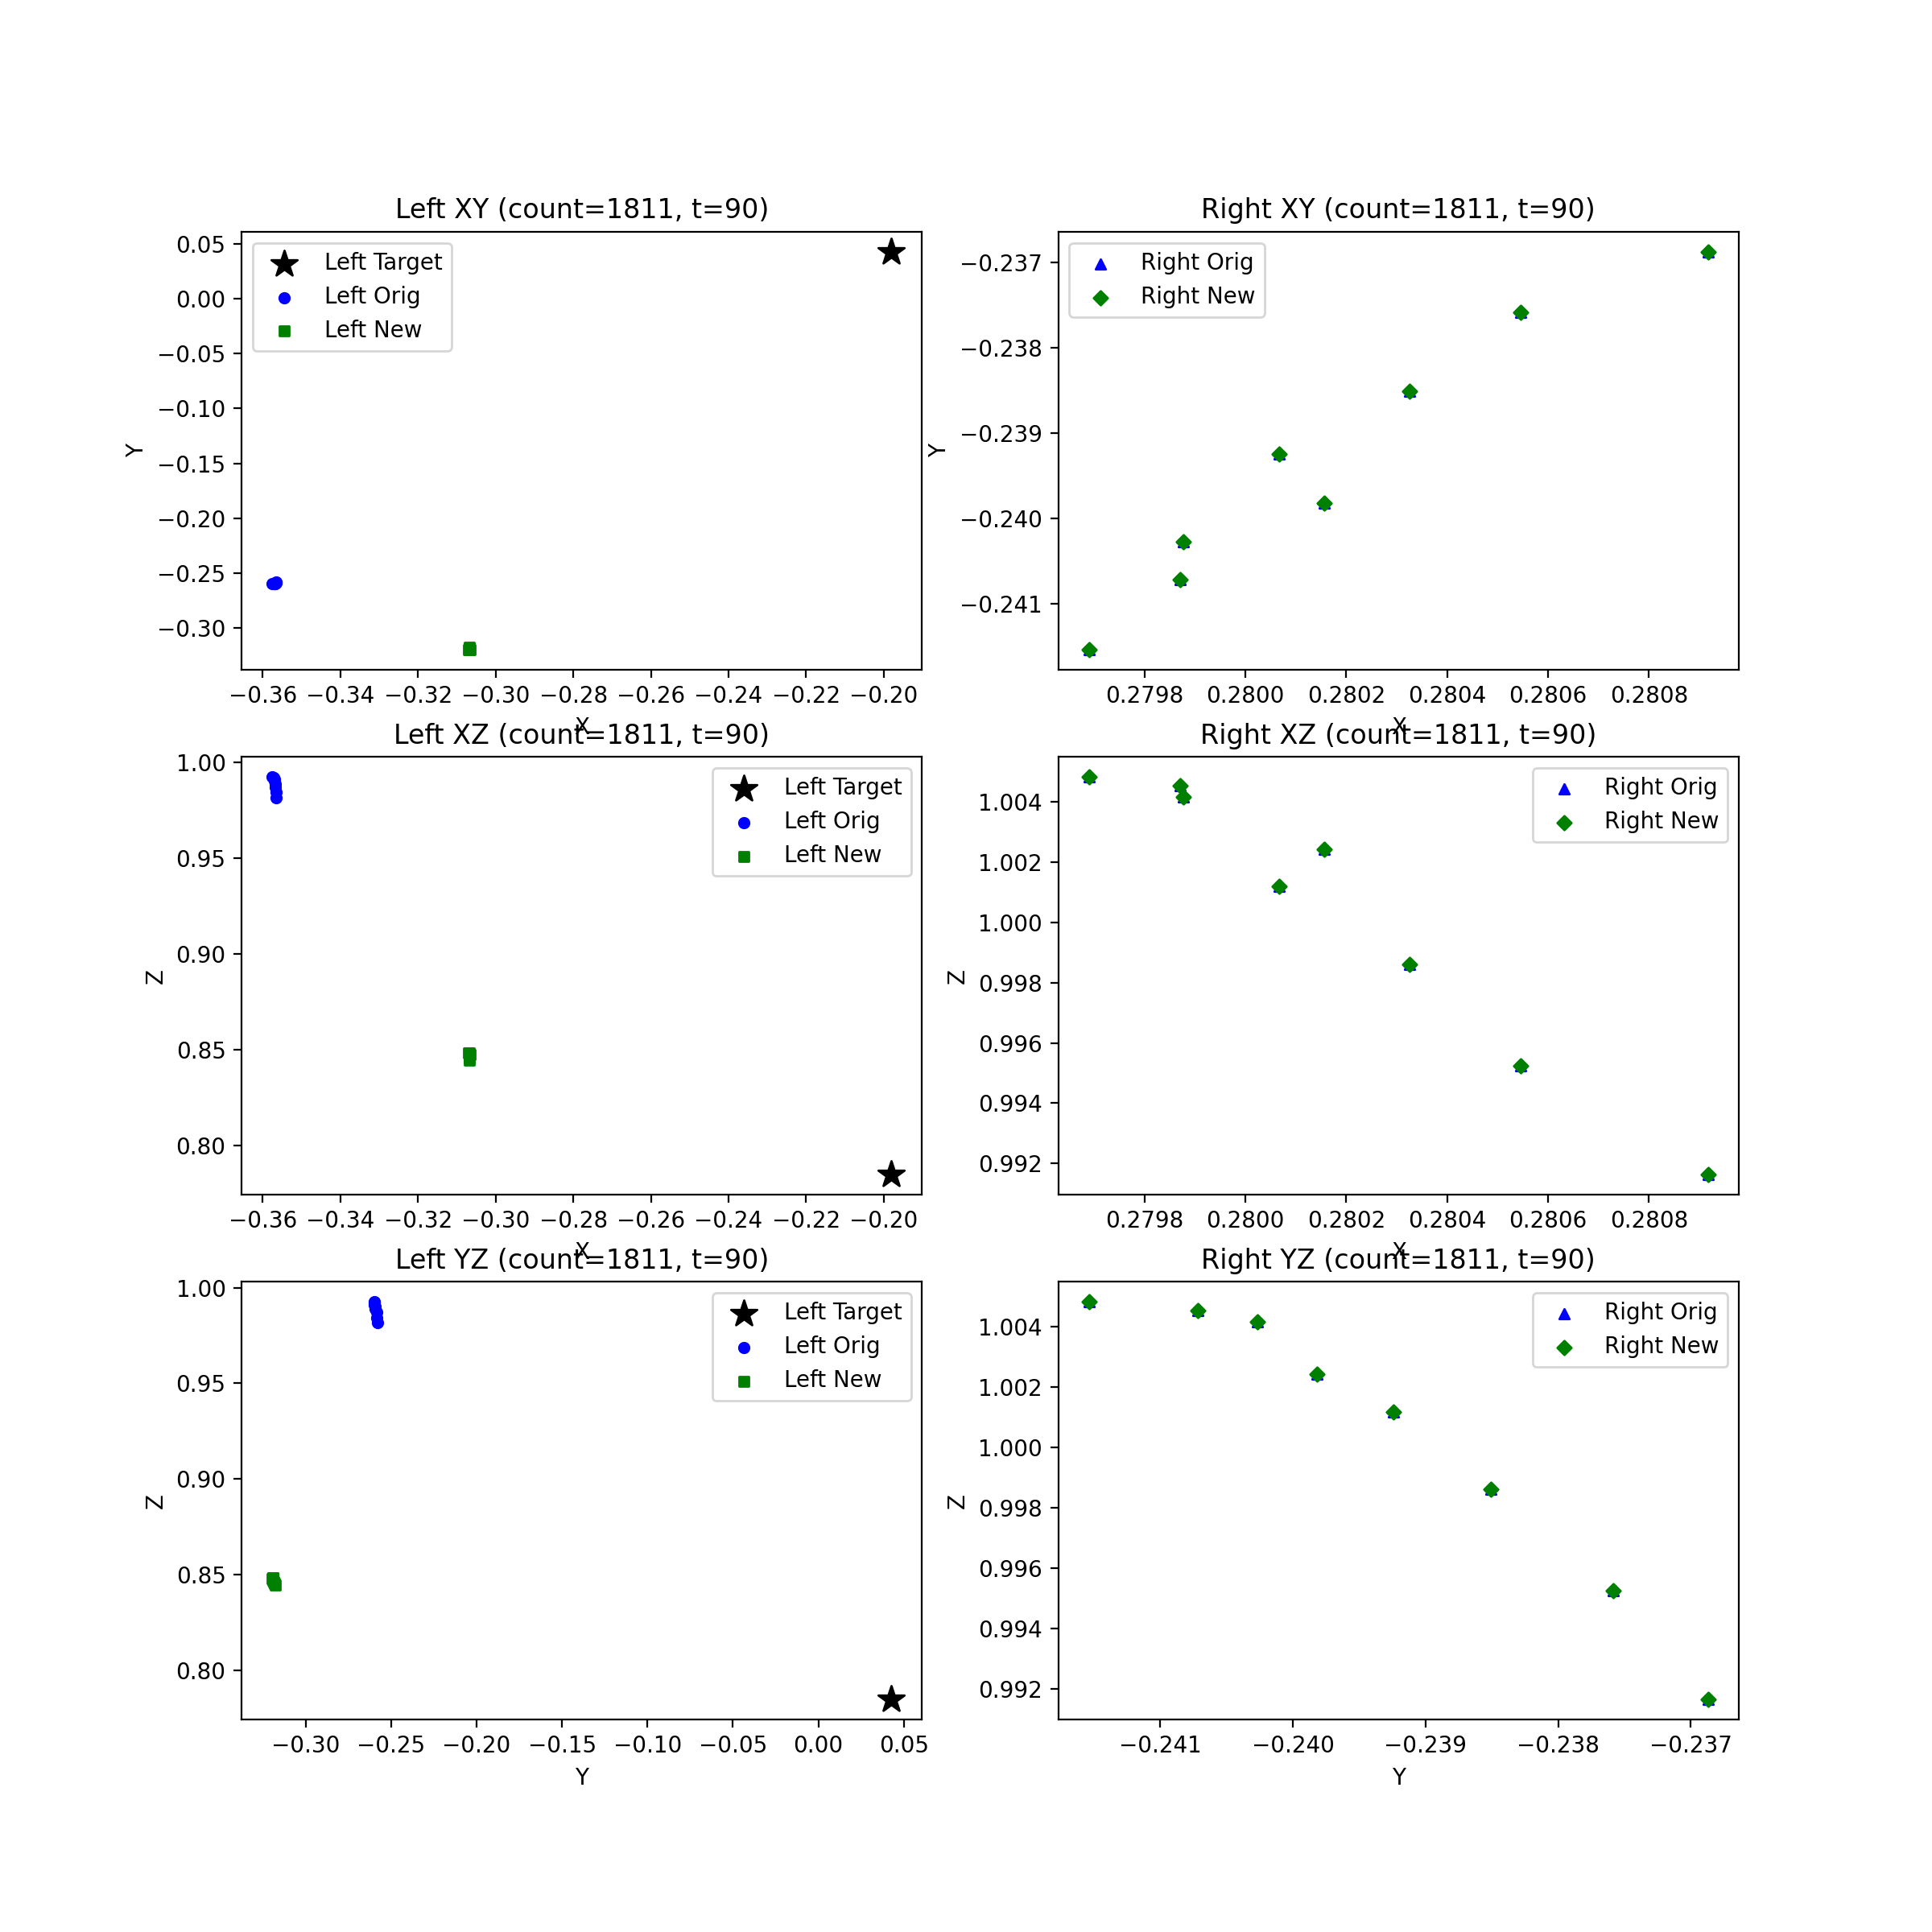 Left XY (count=1811, t=90)
Right XY (count=1811, t=90)
0.05
0.00
−0.05
−0.10
−0.15
−0.20
−0.25
−0.30
Y
Left Target
Left Orig
Left New
−0.36 −0.34 −0.32 −0.30 −0.28 −0.26 −0.24 −0.22 −0.20
X
−0.237
−0.238
−0.239
−0.240
−0.241
Y
Right Orig
Right New
0.2798 0.2800 0.2802 0.2804 0.2806 0.2808
X
Left XZ (count=1811, t=90)
Right XZ (count=1811, t=90)
1.00
0.95
0.90
0.85
0.80
Z
Left Target
Left Orig
Left New
−0.36 −0.34 −0.32 −0.30 −0.28 −0.26 −0.24 −0.22 −0.20
X
1.004
1.002
1.000
0.998
0.996
0.994
0.992
Z
Right Orig
Right New
0.2798 0.2800 0.2802 0.2804 0.2806 0.2808
X
Left YZ (count=1811, t=90)
Right YZ (count=1811, t=90)
1.00
0.95
0.90
0.85
0.80
Z
Left Target
Left Orig
Left New
−0.30 −0.25 −0.20 −0.15 −0.10 −0.05 0.00 0.05
Y
1.004
1.002
1.000
0.998
0.996
0.994
0.992
Z
Right Orig
Right New
−0.241 −0.240 −0.239 −0.238 −0.237
Y